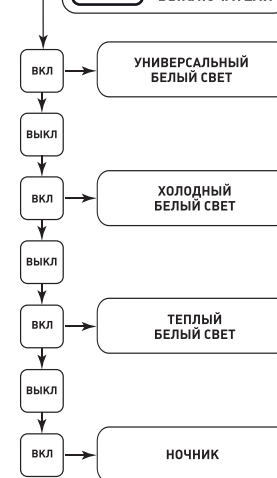 ВКЛ
УНИВЕРСАЛЬНЫЙ
БЕЛЫЙ СВЕТ
ВЫКЛ
ВКЛ
ХОЛОДНЫЙ
БЕЛЫЙ СВЕТ
ВЫКЛ
ВКЛ
ТЕПЛЫЙ
БЕЛЫЙ СВЕТ
ВЫКЛ
ВКЛ
НОЧНИК